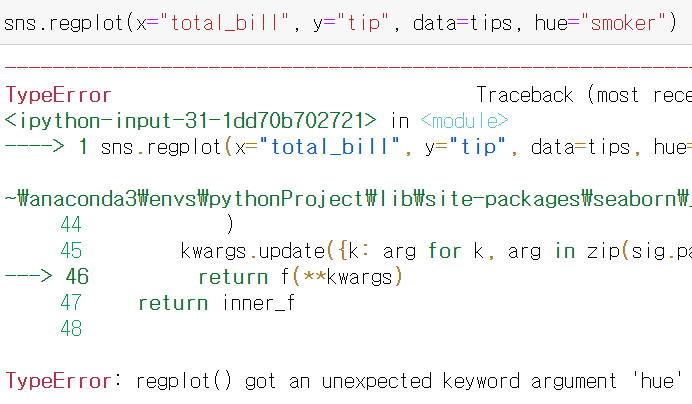 sns.regplot(x="total_bill", y="tip", data=tips, hue="smoker")
---------------------------------------------------------------------------
TypeError Traceback (most rece
<ipython-input-31-1dd70b702721> in <module>
----> 1 sns.regplot(x="total_bill", y="tip", data=tips, hue=
~₩anaconda3₩envs₩pythonProject₩lib₩site-packages₩seaborn₩_
44 )
45 kwargs.update({k: arg for k, arg in zip(sig.pa
---> 46 return f(**kwargs)
47 return inner_f
48
TypeError: regplot() got an unexpected keyword argument 'hue'